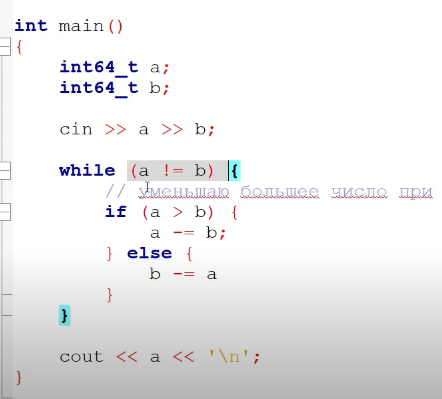 int main()
{
int64_t a;
int64_t b;
cin >> a >> b;
while (a != b) {
// уменьшаю большее число при
if (a > b) {
a -= b;
} else {
b -= a
}
}
cout << a << '\n';
}